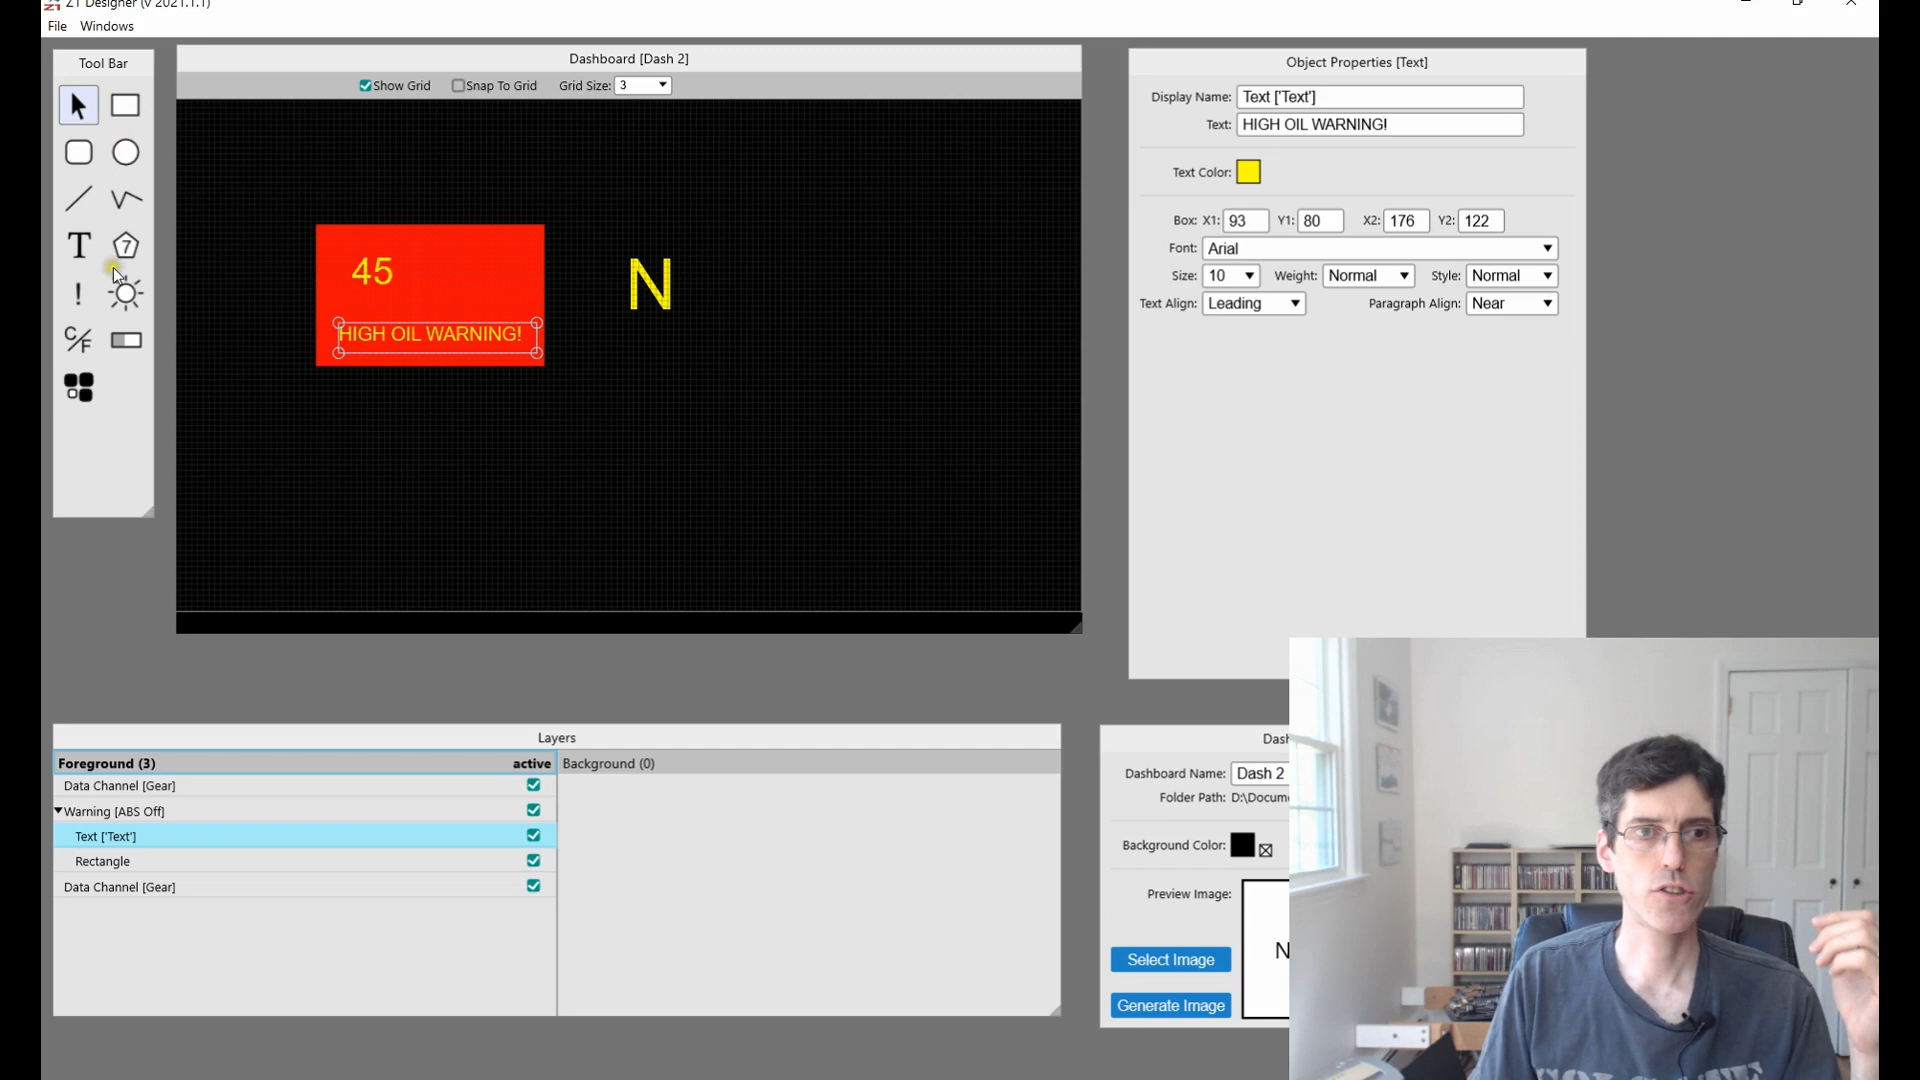 Z1 Designer (v 2021.1.1)
File Windows
Tool Bar
Dashboard [Dash 2]
Show Grid Snap To Grid Grid Size: 3
T 7
!
C/F
45
HIGH OIL WARNING!
N
Object Properties [Text]
Display Name: Text ['Text']
Text: HIGH OIL WARNING!
Text Color:
Box: X1: 93 Y1: 80 X2: 176 Y2: 122
Font: Arial
Size: 10 Weight: Normal Style: Normal
Text Align: Leading Paragraph Align: Near
Layers
Foreground (3) active Background (0)
Data Channel [Gear]
Warning [ABS Off]
Text ['Text']
Rectangle
Data Channel [Gear]
Dash
Dashboard Name: Dash 2
Folder Path: D:\Docum
Background Color:
Preview Image:
N
Select Image
Generate Image